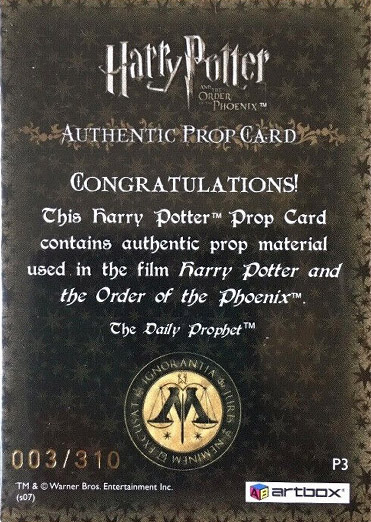 Harry Potter
AND THE
ORDER
OF THE
PHOENIX™
AUTHENTIC PROP CARD
CONGRATULATIONS!
This Harry Potter™ Prop Card
contains authentic prop material
used in the film Harry Potter and
the Order of the Phoenix™.
The Daily Prophet™
IGNORANTIA JURIS NEMINEM EXCUSAT
M
003/310
P3
TM & © Warner Bros. Entertainment Inc.
(s07)
AB artbox®